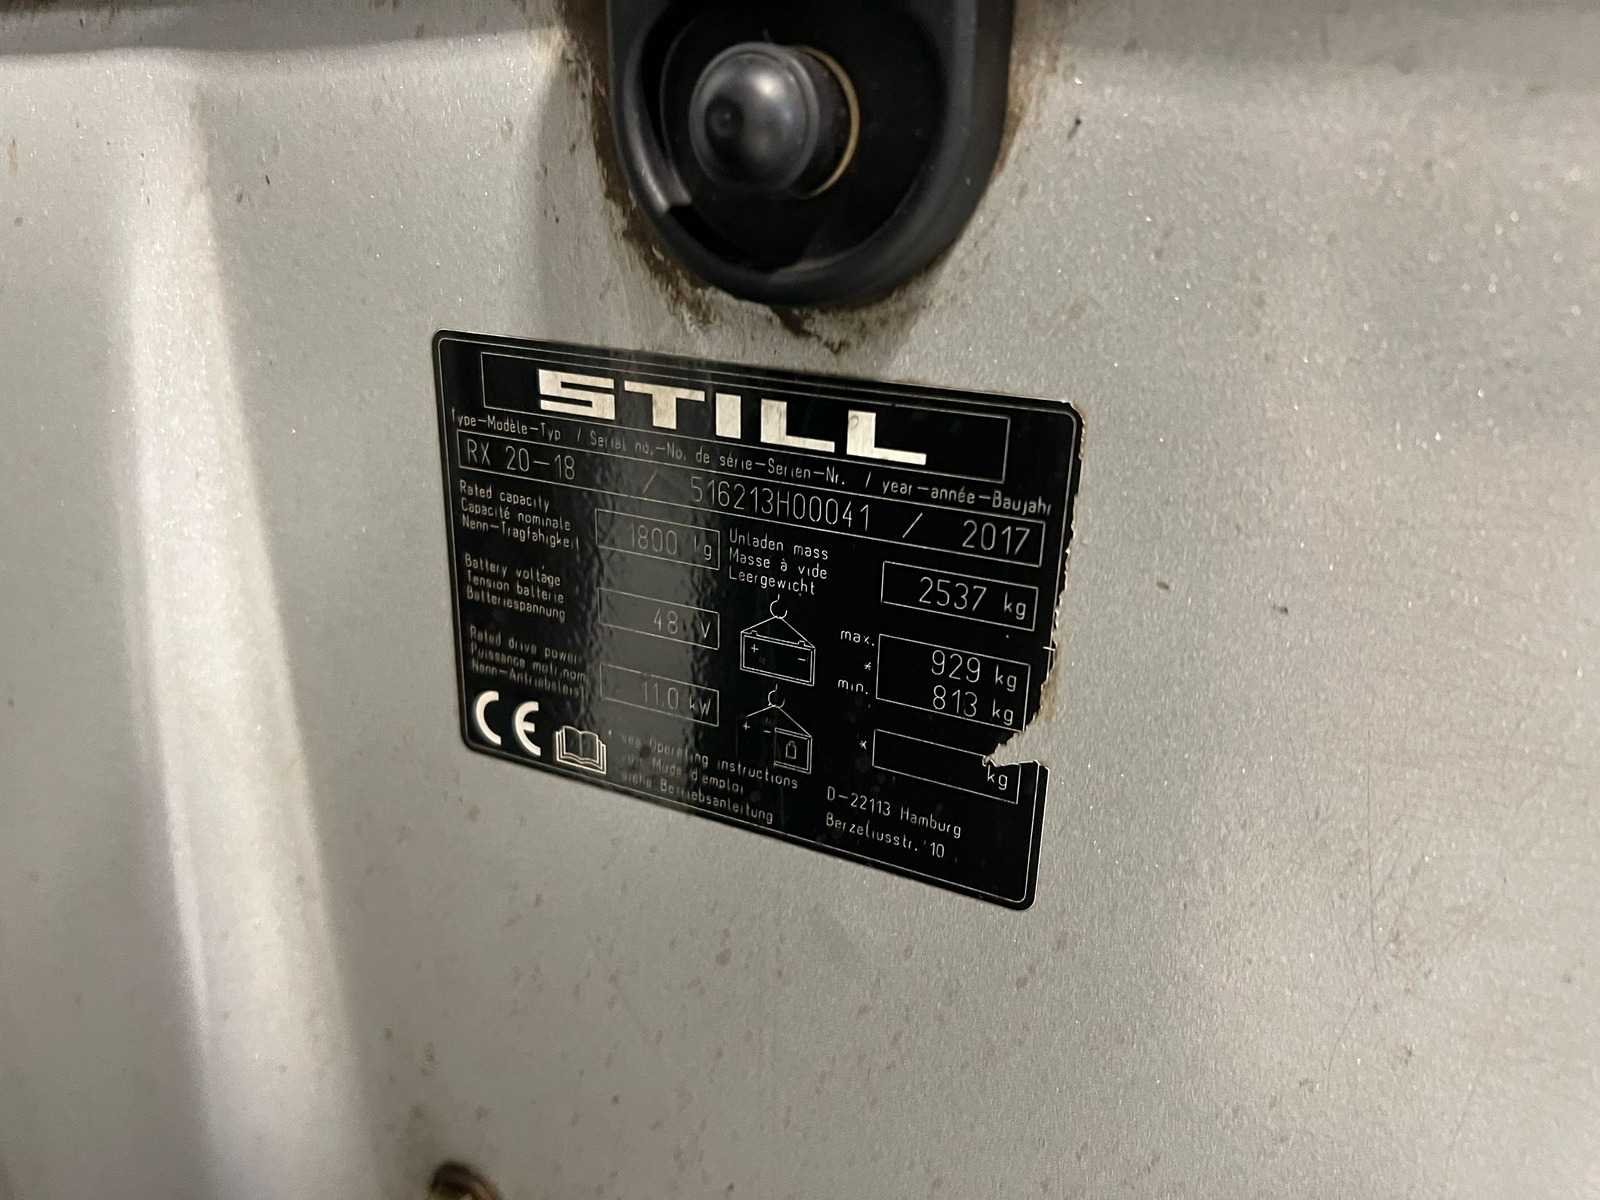 STILL
Type-Modèle-Typ / Serial no.-No. de série-Serien-Nr. / year-année-Baujahr
RX 20-18 / 516213H00041 / 2017
Rated capacity
Capacité nominale
Nenn-Tragfähigkeit
1800 kg
Unladen mass
Masse à vide
Leergewicht
2537 kg
Battery voltage
Tension batterie
Batteriespannung
48 V
+ -
max. 929 kg
*
min. 813 kg
Rated drive power
Puissance mot.nom.
Nenn-Antriebsleist.
11.0 kW
+ -
* kg
CE
* see Operating instructions
voir Mode d'emploi
siehe Betriebsanleitung
D-22113 Hamburg
Berzeliusstr. 10